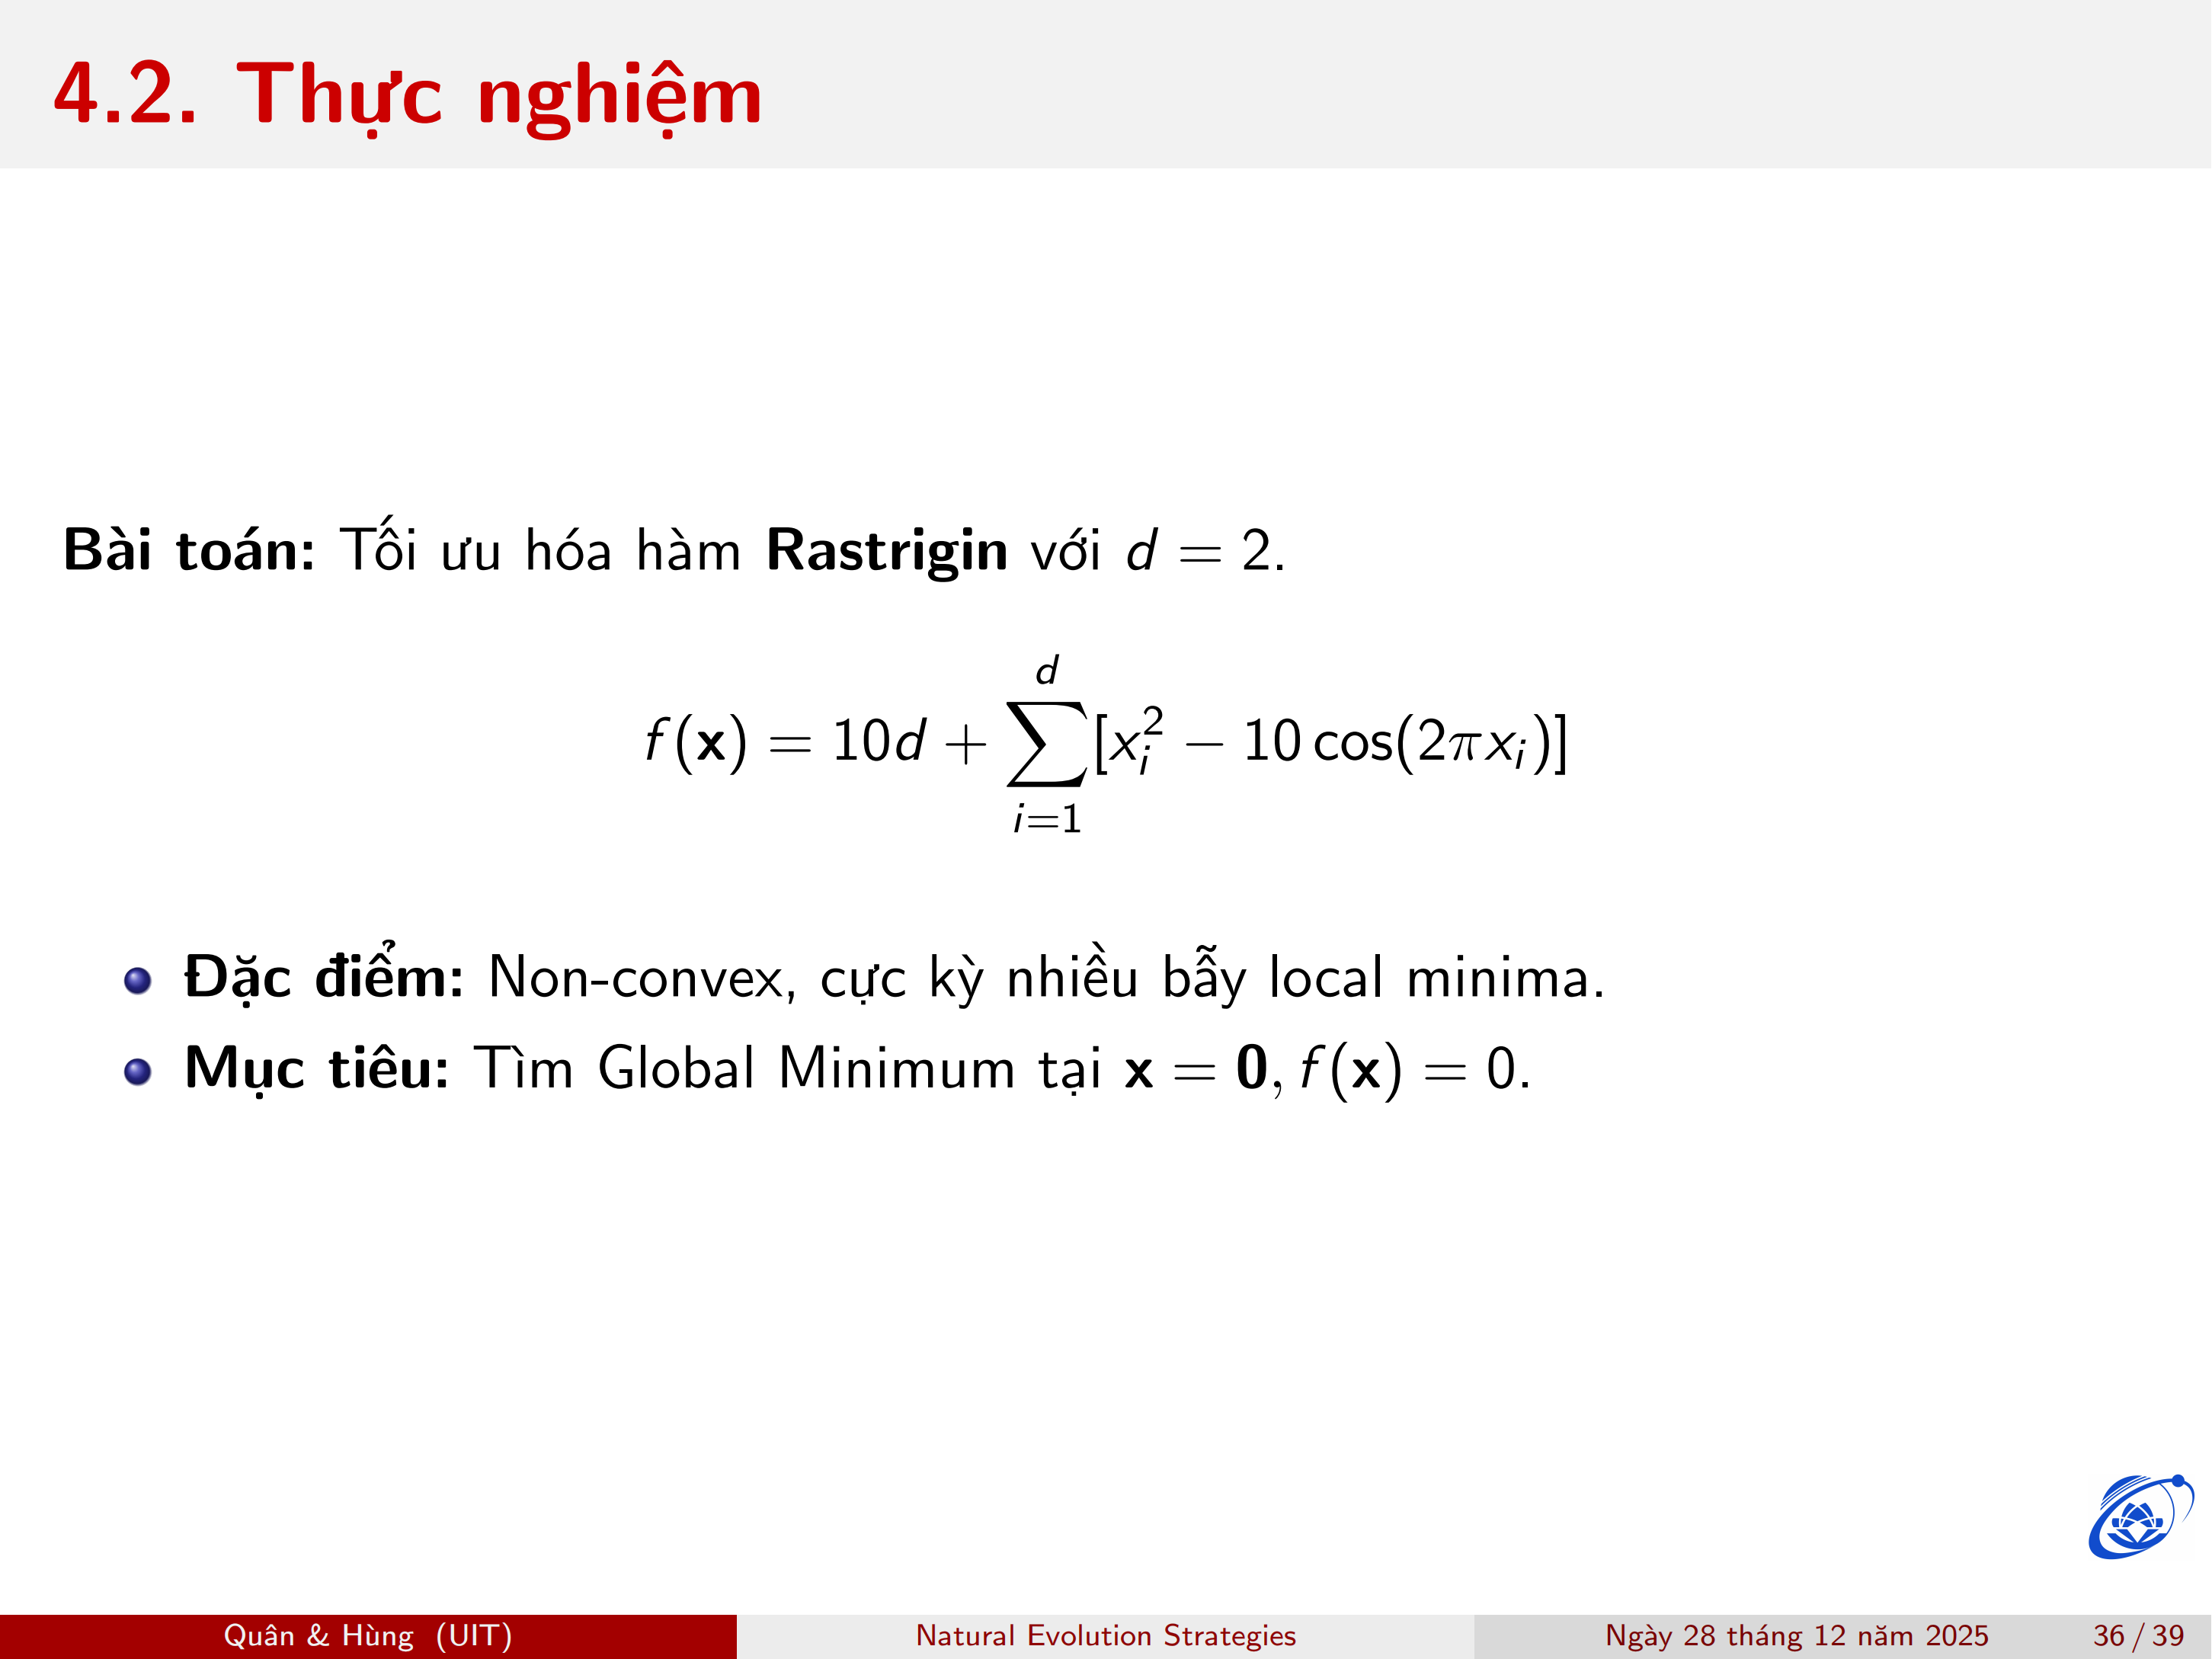 4.2. Thực nghiệm
Bài toán: Tối ưu hóa hàm Rastrigin với d = 2.
f(x) = 10d + ∑_{i=1}^{d} [x_i^2 − 10 cos(2πx_i)]
Đặc điểm: Non-convex, cực kỳ nhiều bẫy local minima.
Mục tiêu: Tìm Global Minimum tại x = 0, f(x) = 0.
Quân & Hùng (UIT)
Natural Evolution Strategies
Ngày 28 tháng 12 năm 2025
36 / 39